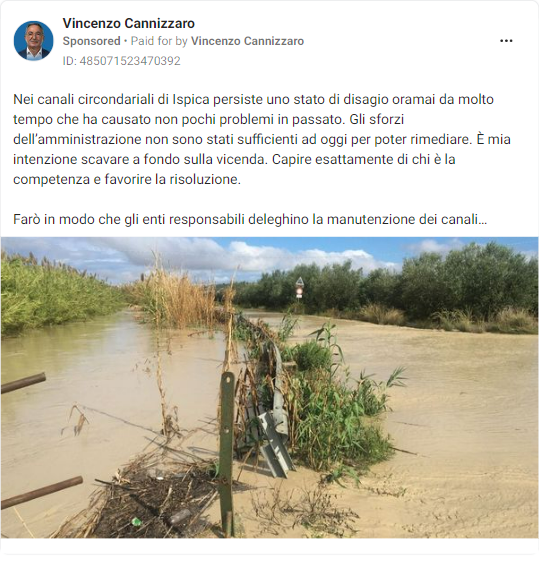 Vincenzo Cannizzaro
Sponsored • Paid for by Vincenzo Cannizzaro
ID: 485071523470392
Nei canali circondariali di Ispica persiste uno stato di disagio oramai da molto
tempo che ha causato non pochi problemi in passato. Gli sforzi
dell’amministrazione non sono stati sufficienti ad oggi per poter rimediare. È mia
intenzione scavare a fondo sulla vicenda. Capire esattamente di chi è la
competenza e favorire la risoluzione.
Farò in modo che gli enti responsabili deleghino la manutenzione dei canali...